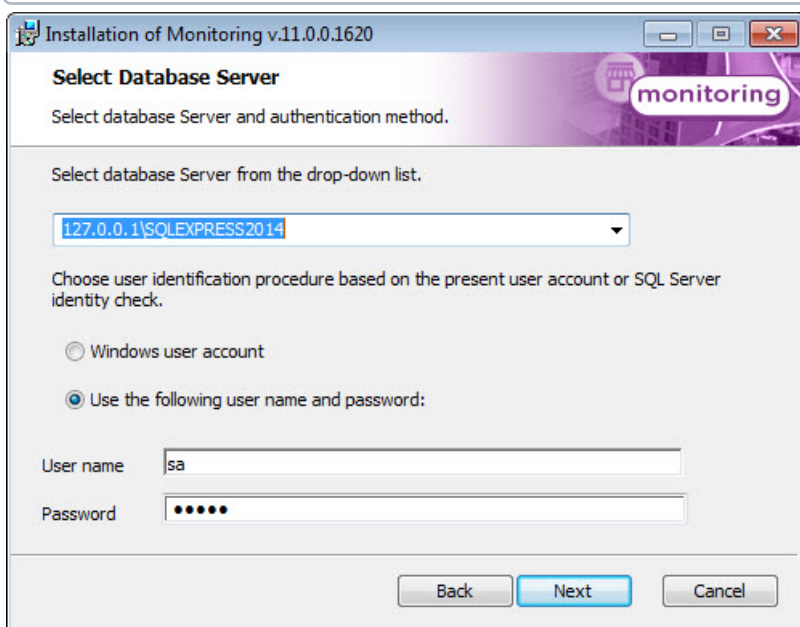 Installation of Monitoring v.11.0.0.1620
Select Database Server
Select database Server and authentication method.
monitoring
Select database Server from the drop-down list.
127.0.0.1\SQLEXPRESS2014
Choose user identification procedure based on the present user account or SQL Server
identity check.
Windows user account
Use the following user name and password:
User name
sa
Password
•••••
Back
Next
Cancel